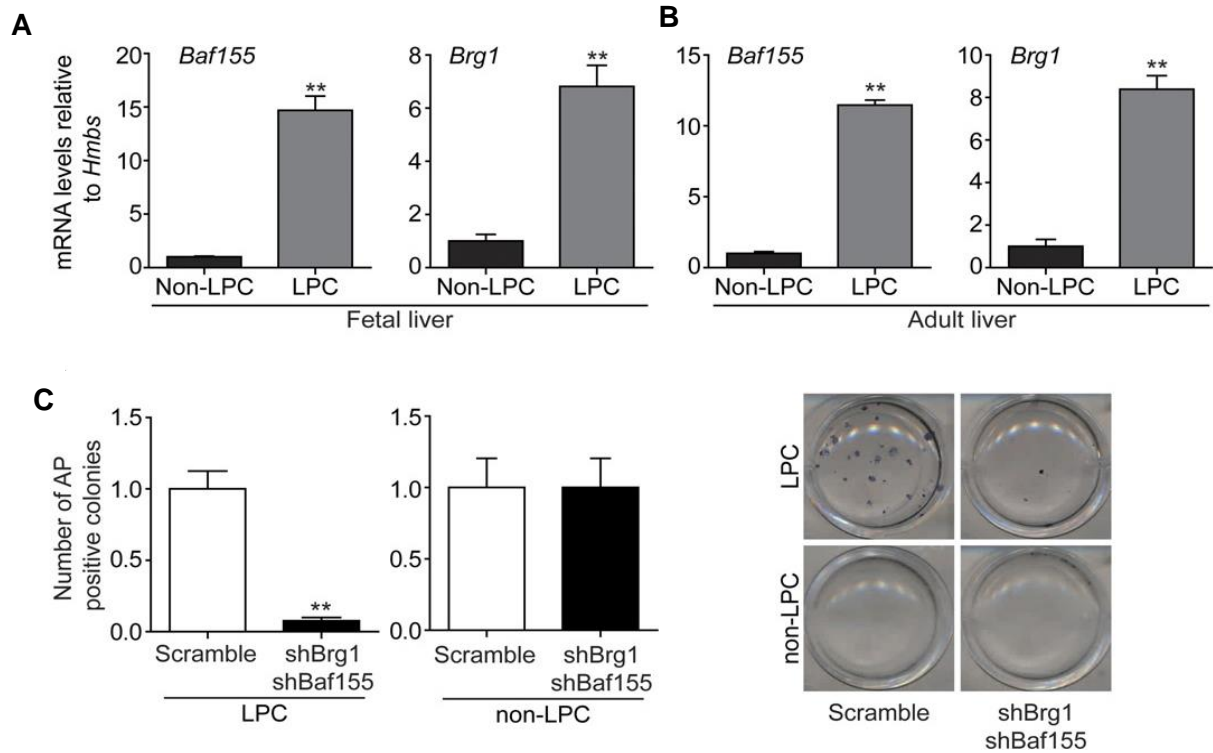 A
B
mRNA levels relative
to Hmbs
Baf155
20
15
10
5
0
**
Non-LPC LPC
Brg1
8
6
4
2
0
**
Non-LPC LPC
Fetal liver
Baf155
15
10
5
0
**
Non-LPC LPC
Brg1
10
8
6
4
2
0
**
Non-LPC LPC
Adult liver
C
Number of AP
positive colonies
1.5
1.0
0.5
0.0
**
Scramble shBrg1
shBaf155
LPC
1.5
1.0
0.5
0.0
Scramble shBrg1
shBaf155
non-LPC
LPC
non-LPC
Scramble shBrg1
shBaf155